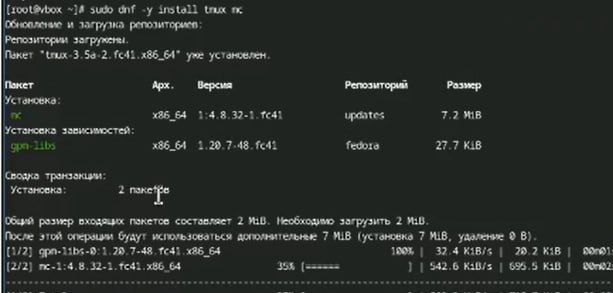 [root@vbox ~]# sudo dnf -y install tmux mc
Обновление и загрузка репозиториев:
Репозитории загружены.
Пакет "tmux-3.5a-2.fc41.x86_64" уже установлен.
Пакет Арх. Версия Репозиторий Размер
Установка:
mc x86_64 1:4.8.32-1.fc41 updates 7.2 MiB
Установка зависимостей:
gpm-libs x86_64 1.20.7-48.fc41 fedora 27.7 KiB
Сводка транзакции:
Установка: 2 пакетов
Общий размер входящих пакетов составляет 2 MiB. Необходимо загрузить 2 MiB.
После этой операции будут использоваться дополнительные 7 MiB (установка 7 MiB, удаление 0 B).
[1/2] gpm-libs-0:1.20.7-48.fc41.x86_64 100% | 32.4 KiB/s | 20.2 KiB | 00m01
[2/2] mc-1:4.8.32-1.fc41.x86_64 35% [====== ] | 542.6 KiB/s | 695.5 KiB | 00m02